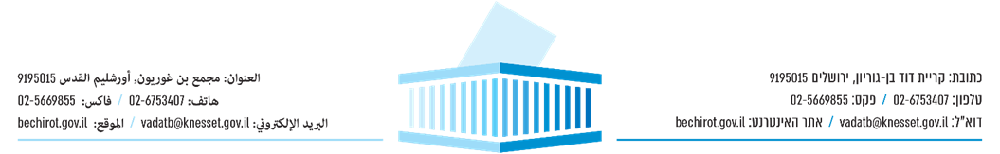 כתובת: קריית דוד בן-גוריון, ירושלים 9195015
טלפון: 02-6753407 / פקס: 02-5669855
דוא"ל: vadatb@knesset.gov.il / אתר האינטרנט: bechirot.gov.il
العنوان: مجمع بن غوريون, أورشليم القدس 9195015
هاتف: 02-6753407 / فاكس: 02-5669855
البريد الإلكتروني: vadatb@knesset.gov.il / الموقع: bechirot.gov.il